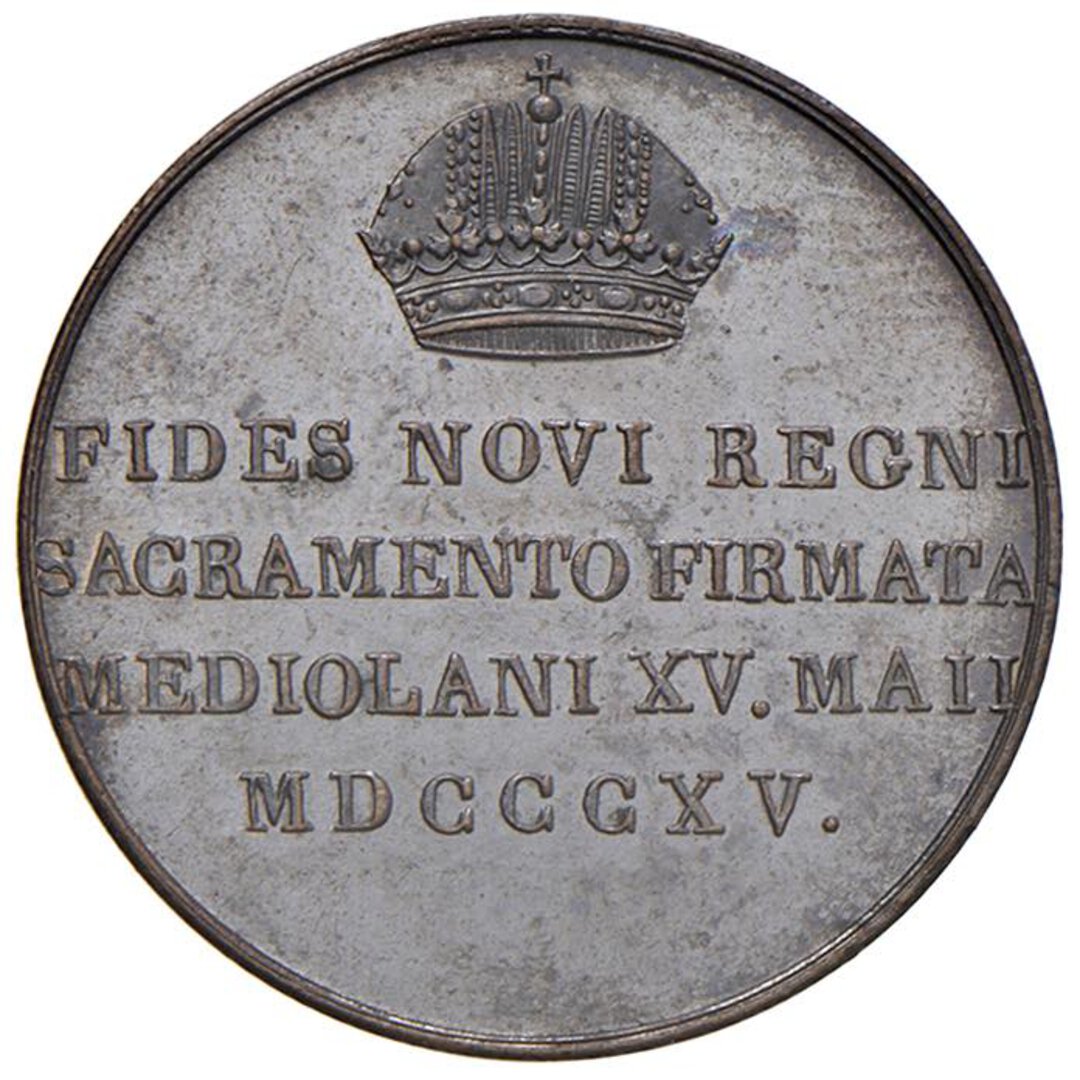 FIDES NOVI REGNI
SACRAMENTO FIRMATA
MEDIOLANI XV. MAII
MDCCCXV.